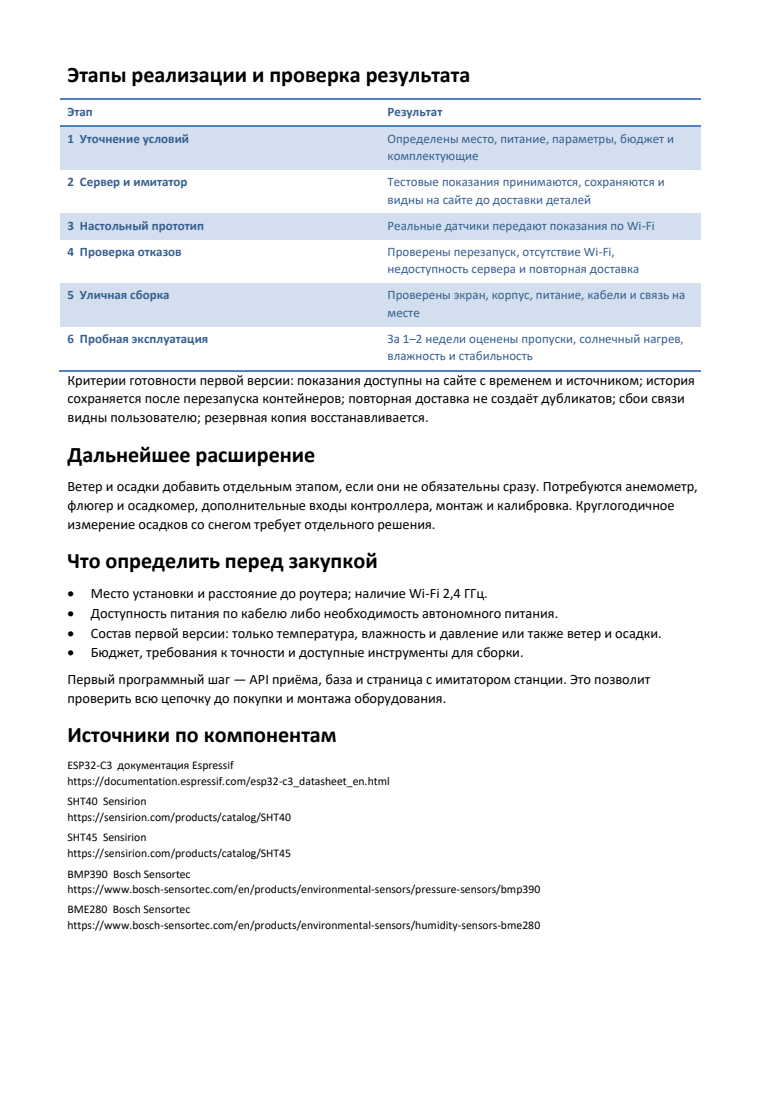 Этапы реализации и проверка результата
Этап Результат
1 Уточнение условий Определены место, питание, параметры, бюджет и
комплектующие
2 Сервер и имитатор Тестовые показания принимаются, сохраняются и
видны на сайте до доставки деталей
3 Настольный прототип Реальные датчики передают показания по Wi-Fi
4 Проверка отказов Проверены перезапуск, отсутствие Wi-Fi,
недоступность сервера и повторная доставка
5 Уличная сборка Проверены экран, корпус, питание, кабели и связь на
месте
6 Пробная эксплуатация За 1–2 недели оценены пропуски, солнечный нагрев,
влажность и стабильность
Критерии готовности первой версии: показания доступны на сайте с временем и источником; история
сохраняется после перезапуска контейнеров; повторная доставка не создаёт дубликатов; сбои связи
видны пользователю; резервная копия восстанавливается.
Дальнейшее расширение
Ветер и осадки добавить отдельным этапом, если они не обязательны сразу. Потребуются анемометр,
флюгер и осадкомер, дополнительные входы контроллера, монтаж и калибровка. Круглогодичное
измерение осадков со снегом требует отдельного решения.
Что определить перед закупкой
• Место установки и расстояние до роутера; наличие Wi-Fi 2,4 ГГц.
• Доступность питания по кабелю либо необходимость автономного питания.
• Состав первой версии: только температура, влажность и давление или также ветер и осадки.
• Бюджет, требования к точности и доступные инструменты для сборки.
Первый программный шаг — API приёма, база и страница с имитатором станции. Это позволит
проверить всю цепочку до покупки и монтажа оборудования.
Источники по компонентам
ESP32-C3 документация Espressif
https://documentation.espressif.com/esp32-c3_datasheet_en.html
SHT40 Sensirion
https://sensirion.com/products/catalog/SHT40
SHT45 Sensirion
https://sensirion.com/products/catalog/SHT45
BMP390 Bosch Sensortec
https://www.bosch-sensortec.com/en/products/environmental-sensors/pressure-sensors/bmp390
BME280 Bosch Sensortec
https://www.bosch-sensortec.com/en/products/environmental-sensors/humidity-sensors-bme280